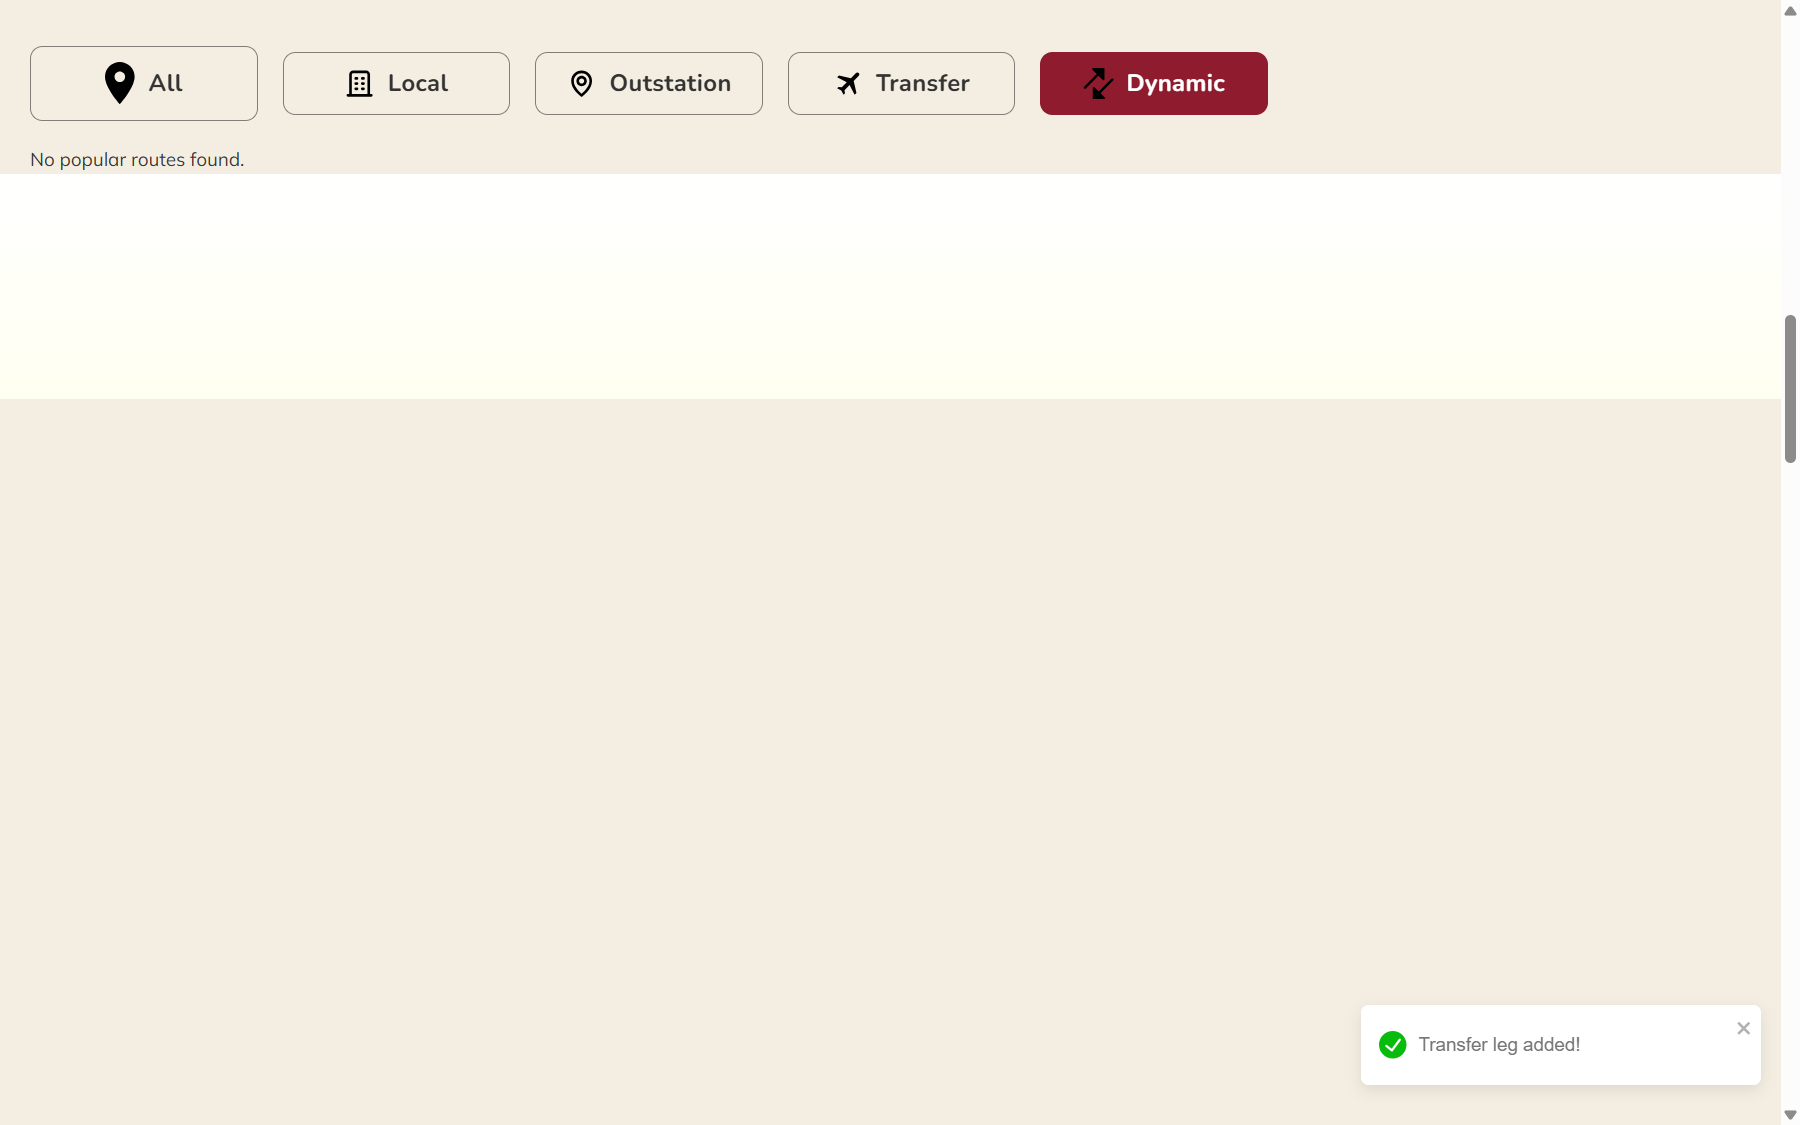 All
Local
Outstation
Transfer
Dynamic
No popular routes found.
Transfer leg added!